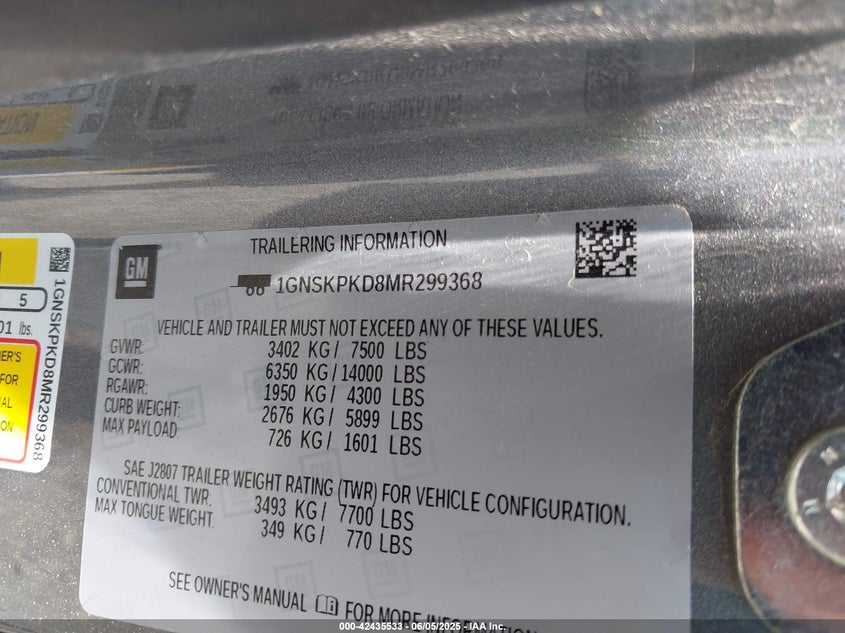 TRAILERING INFORMATION
GM
1GNSKPKD8MR299368
VEHICLE AND TRAILER MUST NOT EXCEED ANY OF THESE VALUES.
GVWR: 3402 KG / 7500 LBS
GCWR: 6350 KG / 14000 LBS
RGAWR: 1950 KG / 4300 LBS
CURB WEIGHT: 2676 KG / 5899 LBS
MAX PAYLOAD: 726 KG / 1601 LBS
SAE J2807 TRAILER WEIGHT RATING (TWR) FOR VEHICLE CONFIGURATION.
CONVENTIONAL TWR: 3493 KG / 7700 LBS
MAX TONGUE WEIGHT: 349 KG / 770 LBS
SEE OWNER'S MANUAL FOR MORE INFORMATION
5
01 lbs.
FOR
1GNSKPKD8MR299368
000-42435533 - 06/05/2025 - IAA Inc.